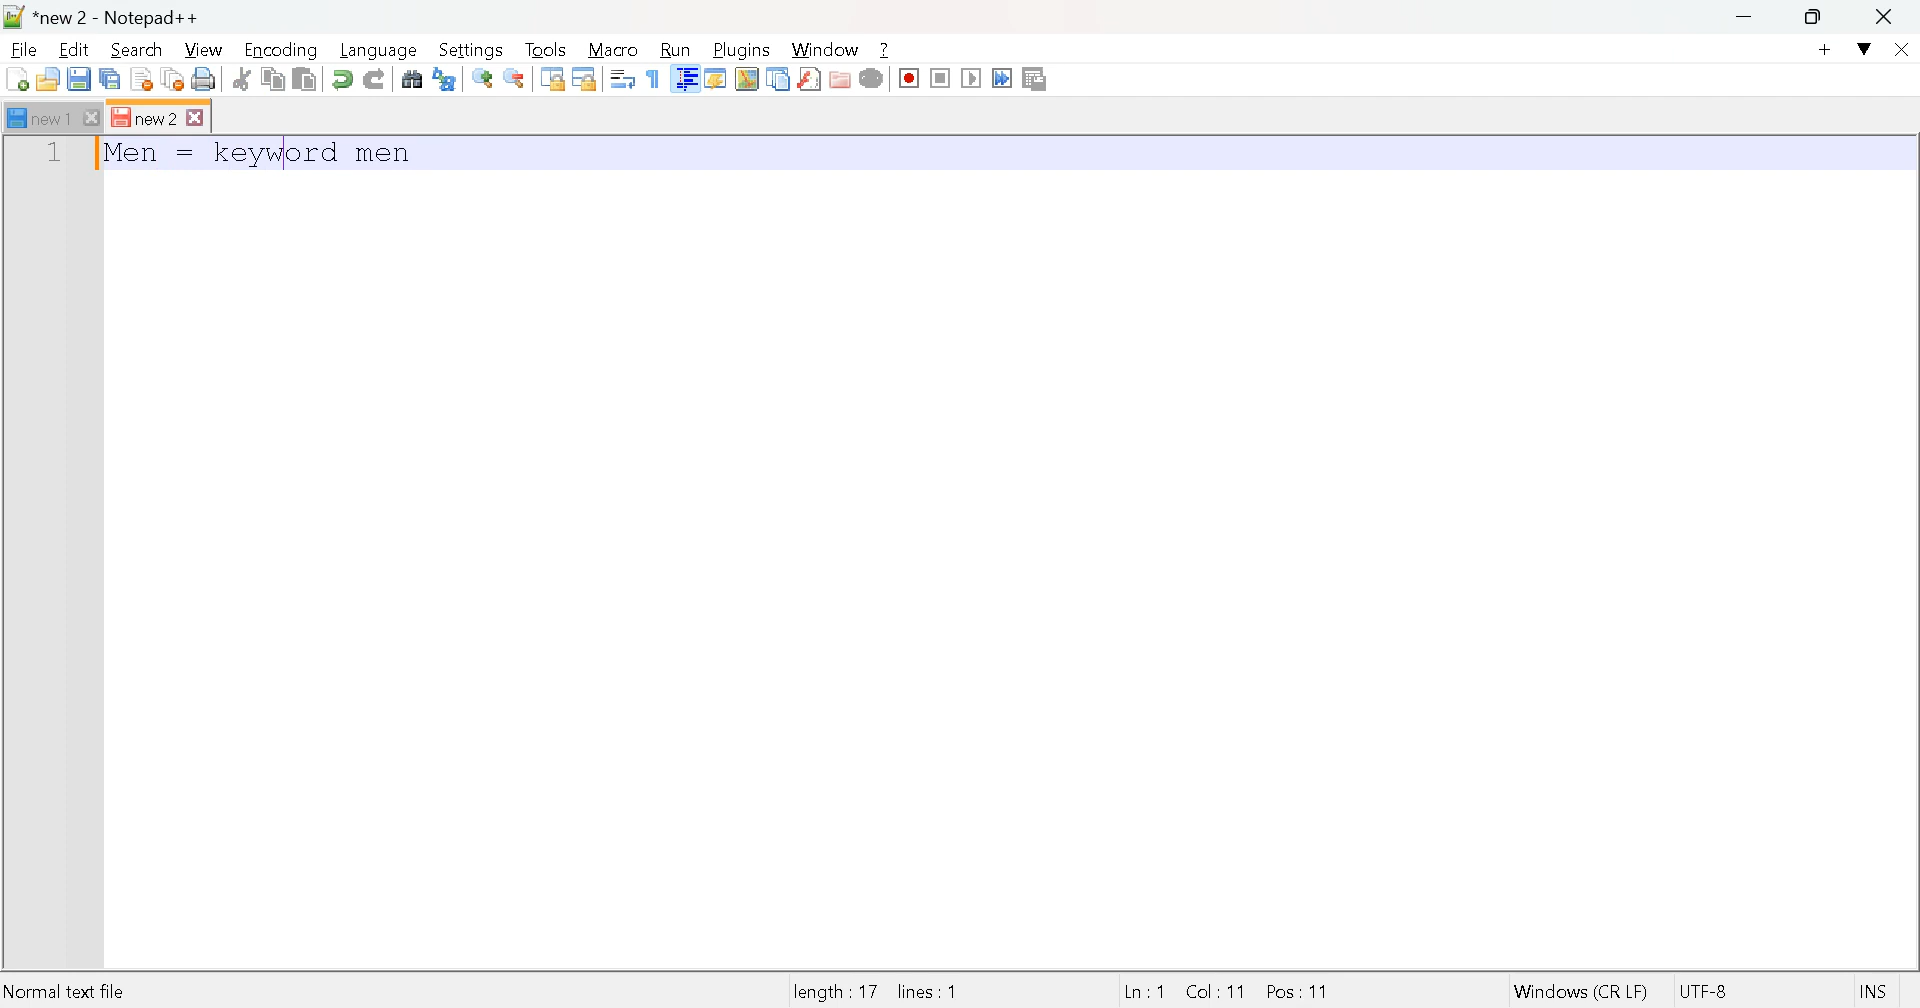 *new 2 - Notepad++
File Edit Search View Encoding Language Settings Tools Macro Run Plugins Window ?
new 1 new 2
1 Men = keyword men
Normal text file length : 17 lines : 1 Ln : 1 Col : 11 Pos : 11 Windows (CR LF) UTF-8 INS